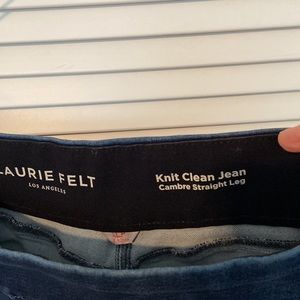 LAURIE FELT
LOS ANGELES
Knit Clean Jean
Cambre Straight Leg